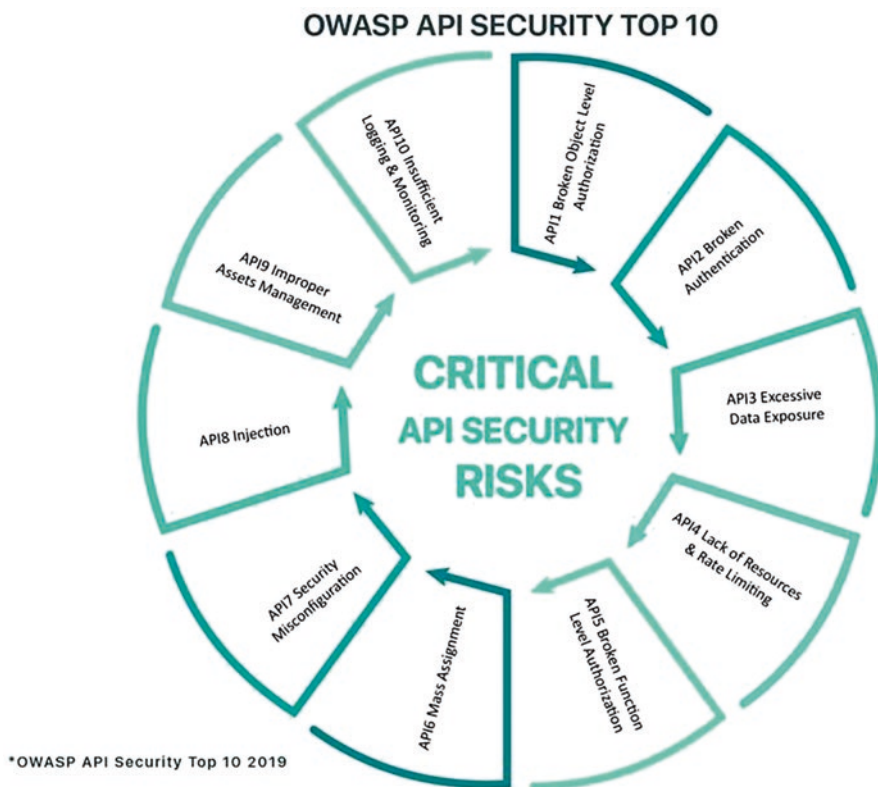 OWASP API SECURITY TOP 10
API1 Broken Object Level
Authorization
API2 Broken
Authentication
API3 Excessive
Data Exposure
API4 Lack of Resources
& Rate Limiting
API5 Broken Function
Level Authorization
API6 Mass Assignment
API7 Security
Misconfiguration
API8 Injection
API9 Improper
Assets Management
API10 Insufficient
Logging & Monitoring
CRITICAL
API SECURITY
RISKS
*OWASP API Security Top 10 2019